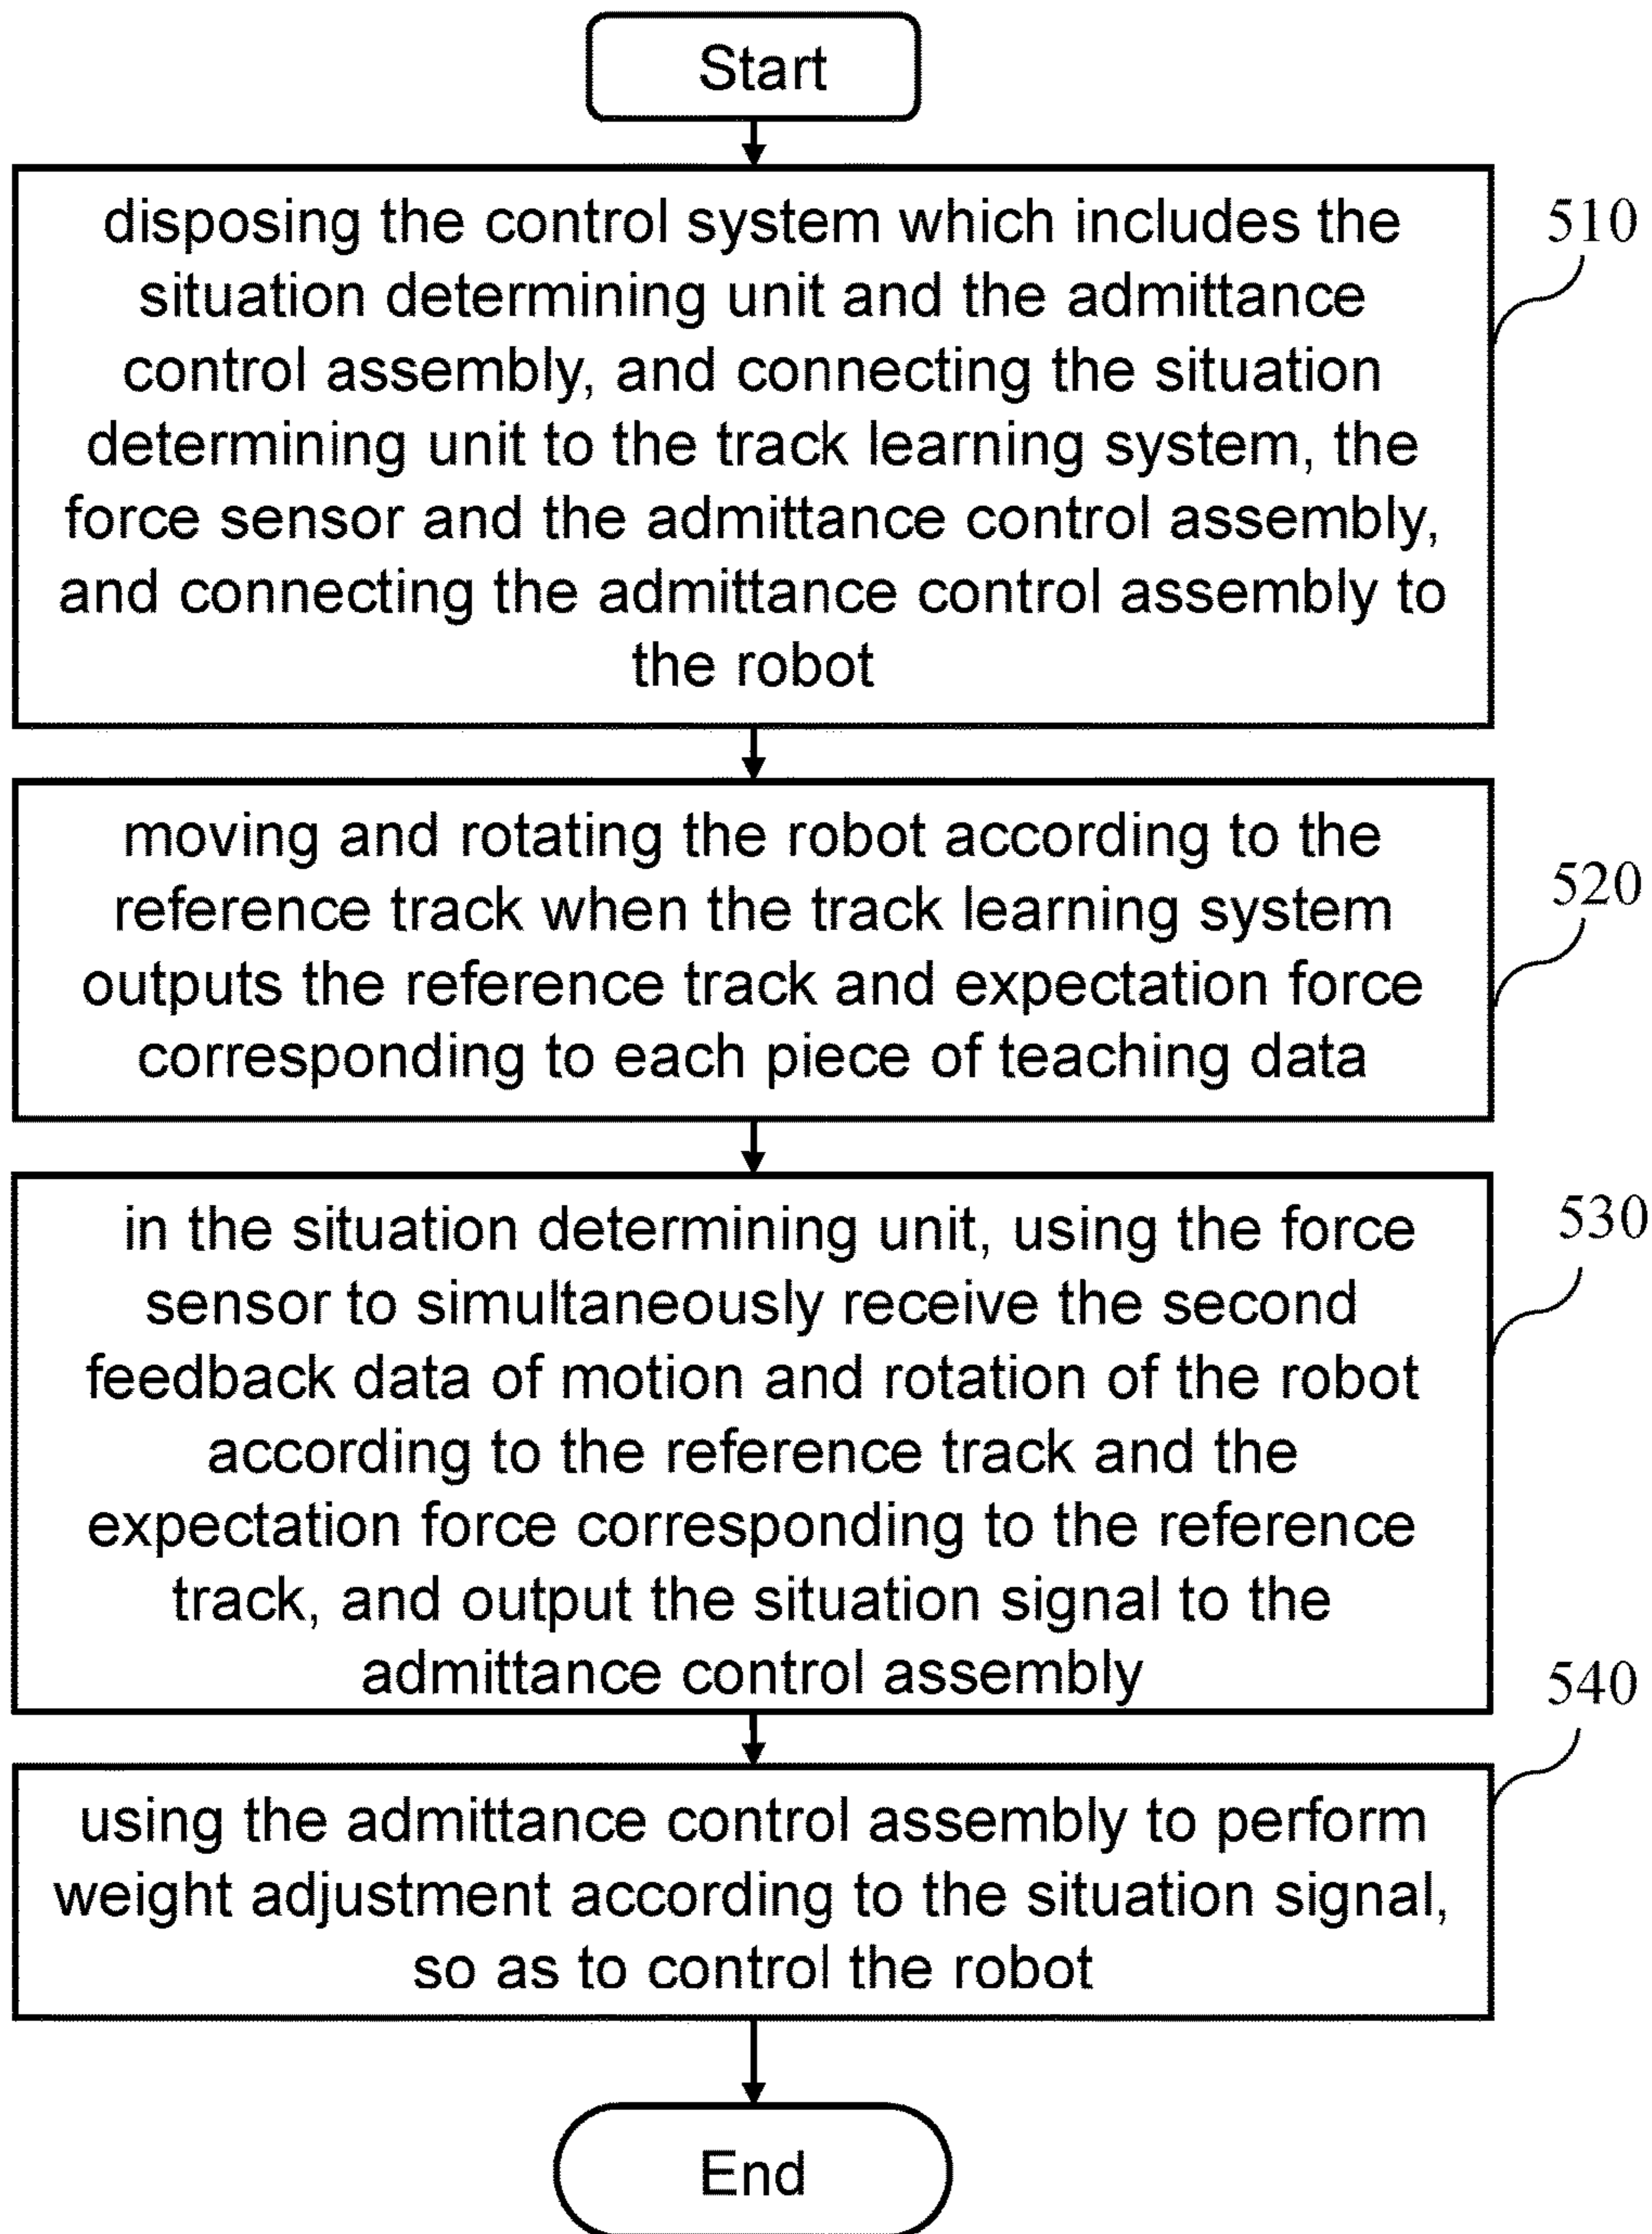 Start
disposing the control system which includes the
situation determining unit and the admittance
control assembly, and connecting the situation
determining unit to the track learning system, the
force sensor and the admittance control assembly,
and connecting the admittance control assembly to
the robot
510
moving and rotating the robot according to the
reference track when the track learning system
outputs the reference track and expectation force
corresponding to each piece of teaching data
520
in the situation determining unit, using the force
sensor to simultaneously receive the second
feedback data of motion and rotation of the robot
according to the reference track and the
expectation force corresponding to the reference
track, and output the situation signal to the
admittance control assembly
530
using the admittance control assembly to perform
weight adjustment according to the situation signal,
so as to control the robot
540
End